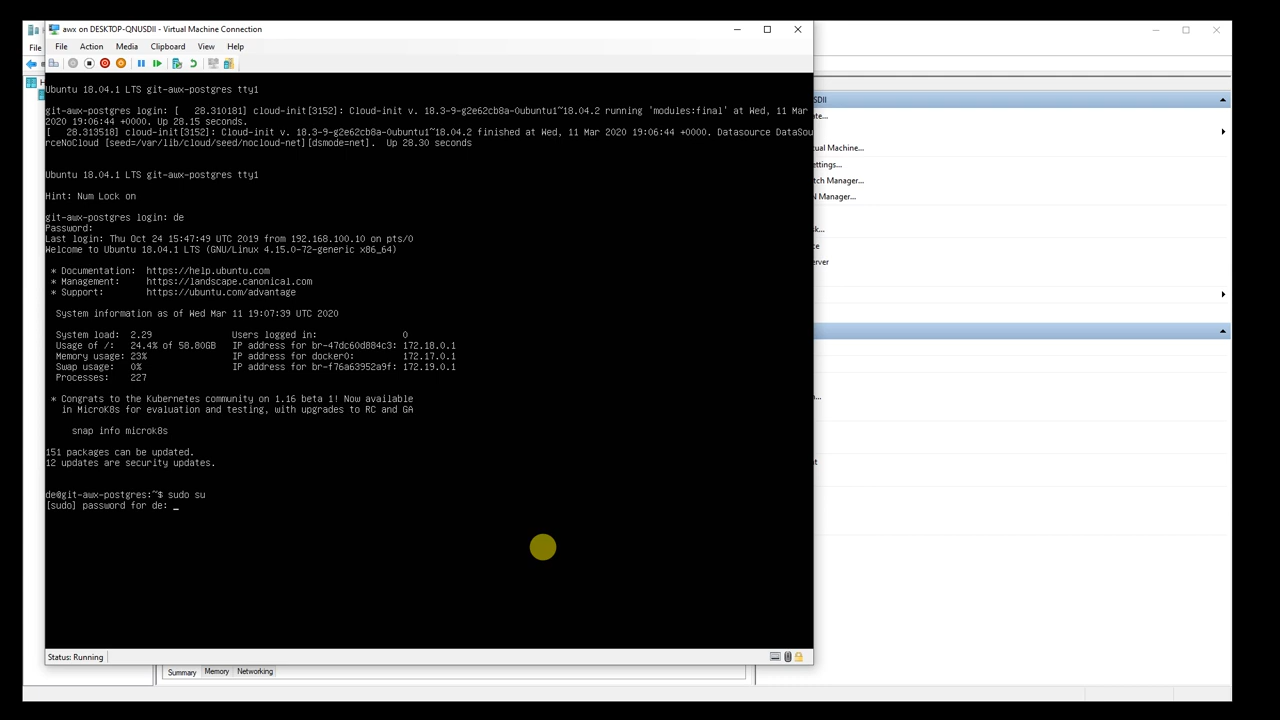 awx on DESKTOP-QNUSDII - Virtual Machine Connection
File Action Media Clipboard View Help
File
Ubuntu 18.04.1 LTS git-awx-postgres tty1
git-awx-postgres login: [   28.310181] cloud-init[3152]: Cloud-init v. 18.3-9-g2e62cb8a-0ubuntu1~18.04.2 running 'modules:final' at Wed, 11 Mar
2020 19:06:44 +0000. Up 28.15 seconds.
[   28.313518] cloud-init[3152]: Cloud-init v. 18.3-9-g2e62cb8a-0ubuntu1~18.04.2 finished at Wed, 11 Mar 2020 19:06:44 +0000. Datasource DataSou
rceNoCloud [seed=/var/lib/cloud/seed/nocloud-net][dsmode=net].  Up 28.30 seconds
Ubuntu 18.04.1 LTS git-awx-postgres tty1
Hint: Num Lock on
git-awx-postgres login: de
Password:
Last login: Thu Oct 24 15:47:49 UTC 2019 from 192.168.100.10 on pts/0
Welcome to Ubuntu 18.04.1 LTS (GNU/Linux 4.15.0-72-generic x86_64)
* Documentation:  https://help.ubuntu.com
* Management:     https://landscape.canonical.com
* Support:        https://ubuntu.com/advantage
System information as of Wed Mar 11 19:07:39 UTC 2020
System load:  2.29               Users logged in:                0
Usage of /:   24.4% of 58.80GB   IP address for br-47dc60d884c3: 172.18.0.1
Memory usage: 23%                IP address for docker0:         172.17.0.1
Swap usage:   0%                 IP address for br-f76a63952a9f: 172.19.0.1
Processes:    227
* Congrats to the Kubernetes community on 1.16 beta 1! Now available
in MicroK8s for evaluation and testing, with upgrades to RC and GA
snap info microk8s
151 packages can be updated.
12 updates are security updates.
de@git-awx-postgres:~$ sudo su
[sudo] password for de: _
Status: Running
Summary Memory Networking
SDII
ate...
tual Machine...
ettings...
tch Manager...
N Manager...
sk...
ce
erver